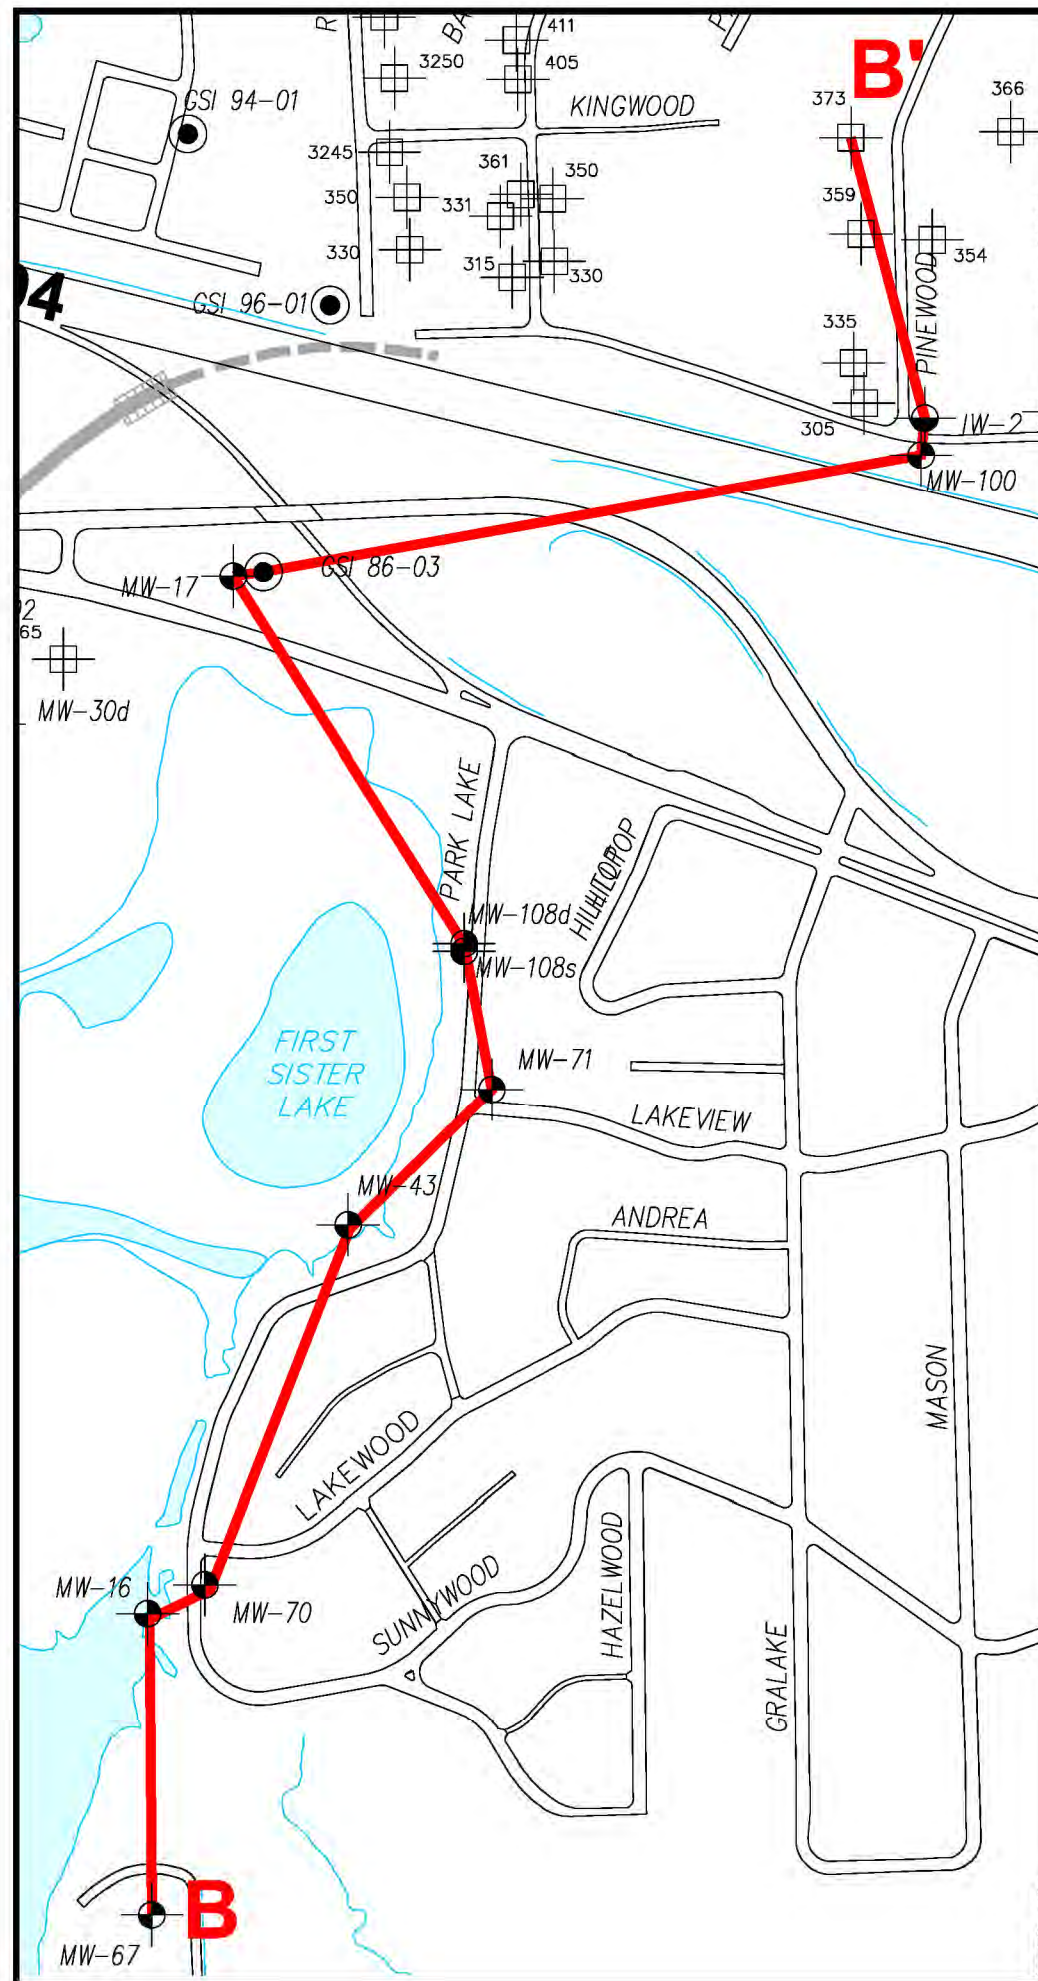 411
B'
3250
405
373
366
GSI 94-01
KINGWOOD
3245
361
350
350
331
359
330
315
330
354
GSI 96-01
PINEWOOD
335
305
IW-2
MW-100
MW-17
GSI 86-03
65
MW-30d
PARK LAKE
HILLTOP
HILLTOP
MW-108d
MW-108s
FIRST
SISTER
LAKE
MW-71
LAKEVIEW
MW-43
ANDREA
MASON
LAKEWOOD
MW-16
MW-70
SUNNYWOOD
HAZELWOOD
GRALAKE
B
MW-67